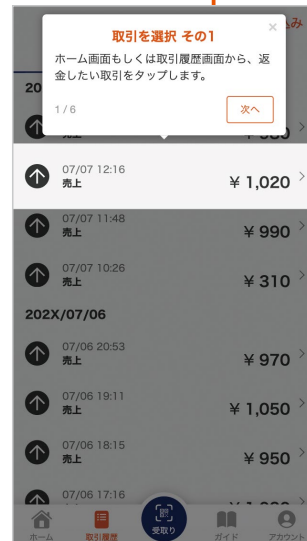 込み
取引を選択 その1
×
ホーム画面もしくは取引履歴画面から、返
金したい取引をタップします。
1 / 6
次へ
20
売上
07/07 12:16
売上
¥ 1,020
07/07 11:48
売上
¥ 990
07/07 10:26
売上
¥ 310
202X/07/06
07/06 20:53
売上
¥ 970
07/06 19:11
売上
¥ 1,050
07/06 18:15
売上
¥ 950
07/06 17:16
ホーム
取引履歴
受取り
ガイド
アカウント